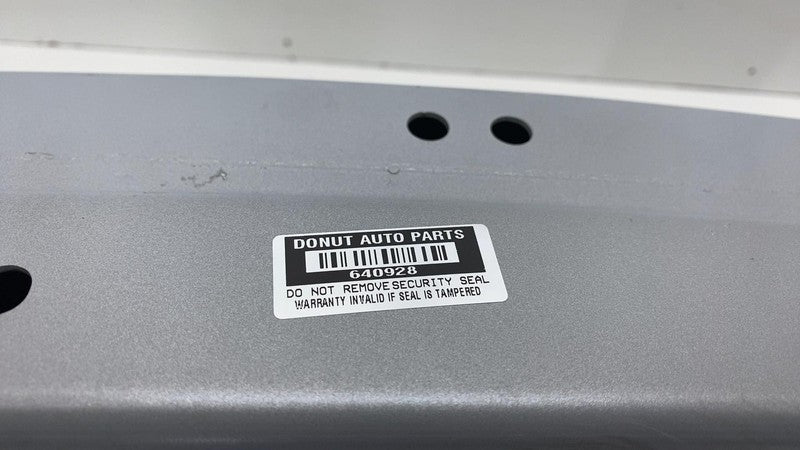 DONUT AUTO PARTS
640928
DO NOT REMOVE SECURITY SEAL
WARRANTY INVALID IF SEAL IS TAMPERED